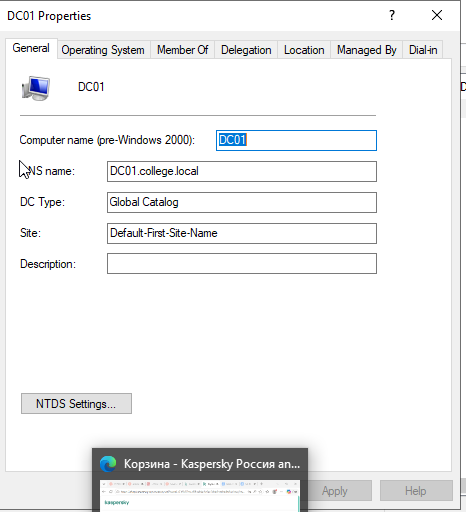 DC01 Properties
General
Operating System
Member Of
Delegation
Location
Managed By
Dial-in
DC01
Computer name (pre-Windows 2000):
DC01
NS name:
DC01.college.local
DC Type:
Global Catalog
Site:
Default-First-Site-Name
Description:
NTDS Settings...
Корзина - Kaspersky Россия an...
kaspersky
Apply
Help